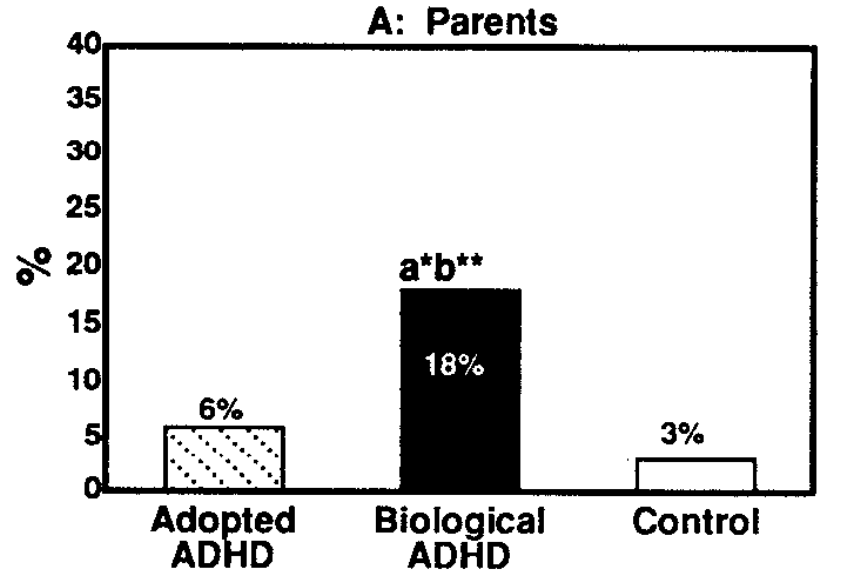 A: Parents
40
35
30
25
20
15
10
5
0
%
a*b**
18%
6%
3%
Adopted
ADHD
Biological
ADHD
Control